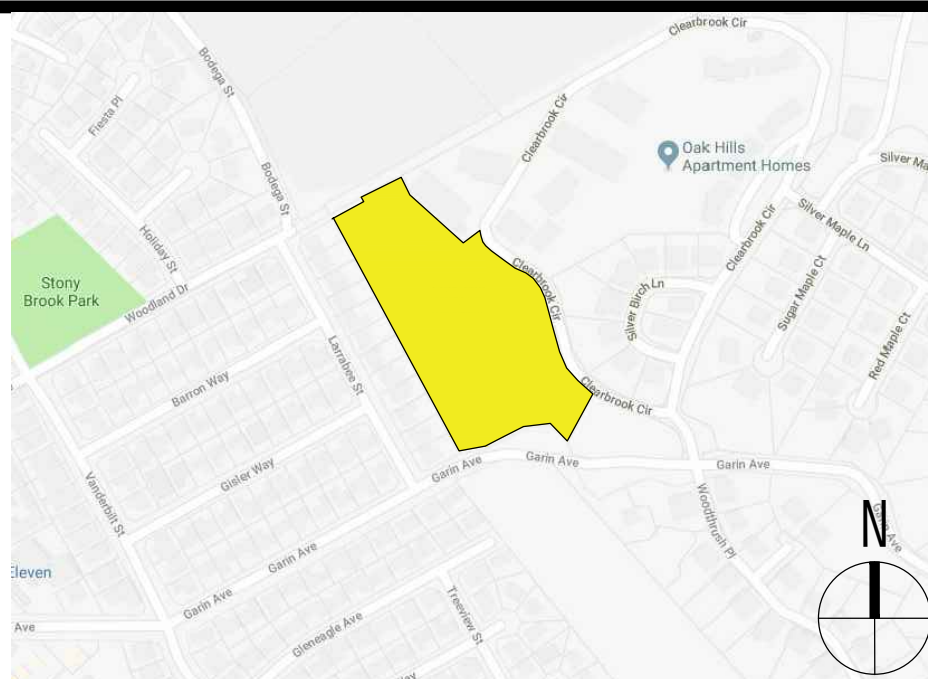 Clearbrook Cir
Bodega St
Fiesta Pl
Clearbrook Cir
Oak Hills
Apartment Homes
Silver Ma
Bodega St
Silver Maple Ln
Holiday St
Clearbrook Cir
Stony
Brook Park
Woodland Dr
Clearbrook Cir
Silver Birch Ln
Sugar Maple Ct
Red Maple Ct
Larrabee St
Barron Way
Clearbrook Cir
Gisler Way
Garin Ave
Garin Ave
Garin Ave
Vanderbilt St
Woodthrush Pl
N
Garin Ave
Garin Ave
Eleven
Garin Ave
Treeview St
Ave
Gleneagle Ave
Way